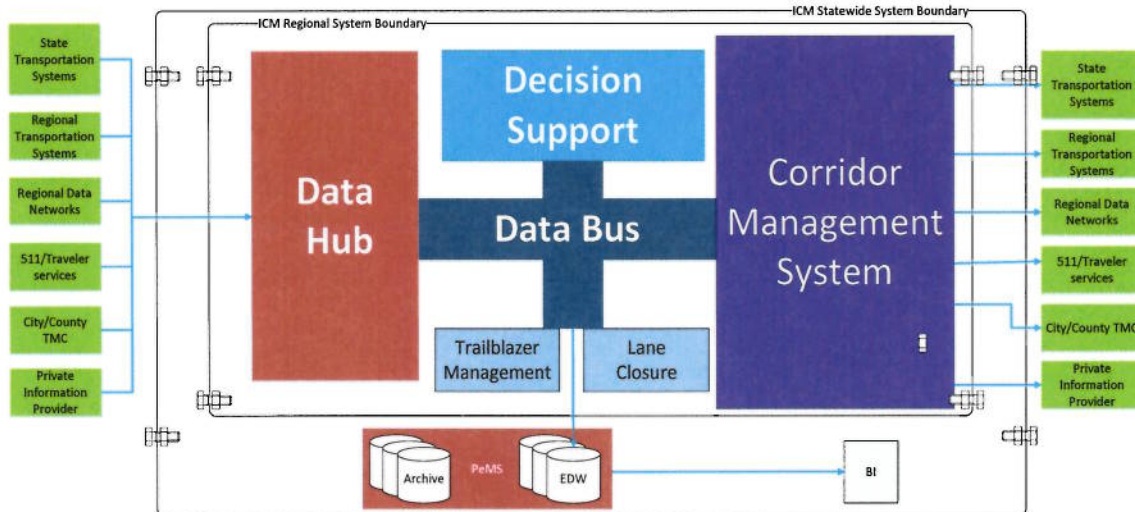 ICM Statewide System Boundary
ICM Regional System Boundary
State
Transportation
Systems
Regional
Transportation
Systems
Regional Data
Networks
511/Traveler
services
City/County
TMC
Private
Information
Provider
Data
Hub
Decision
Support
Data Bus
Trailblazer
Management
Lane
Closure
Corridor
Management
System
State
Transportation
Systems
Regional
Transportation
Systems
Regional Data
Networks
511/Traveler
services
City/County TMC
Private
Information
Provider
Archive
PeMS
EDW
BI